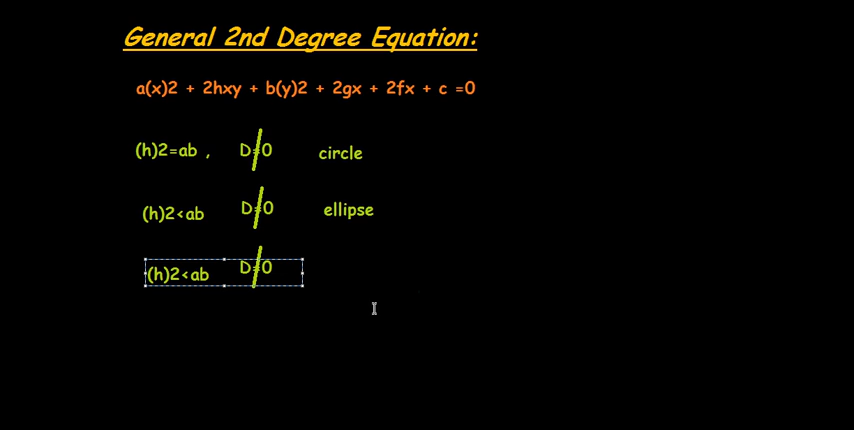 General 2nd Degree Equation:
a(x)2 + 2hxy + b(y)2 + 2gx + 2fx + c =0
(h)2=ab , D≠0 circle
(h)2<ab D≠0 ellipse
(h)2<ab D≠0